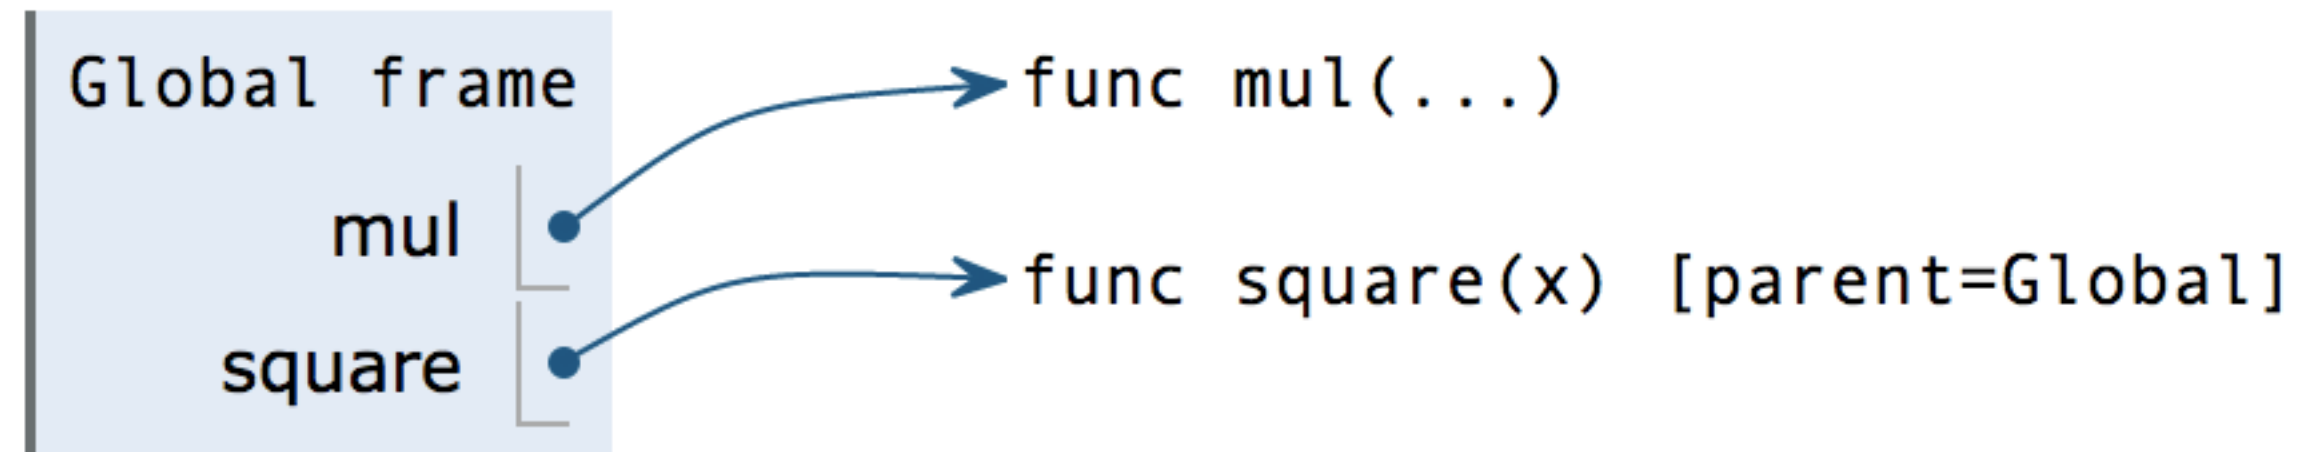 Global frame
func mul(...)
mul
func square(x) [parent=Global]
square